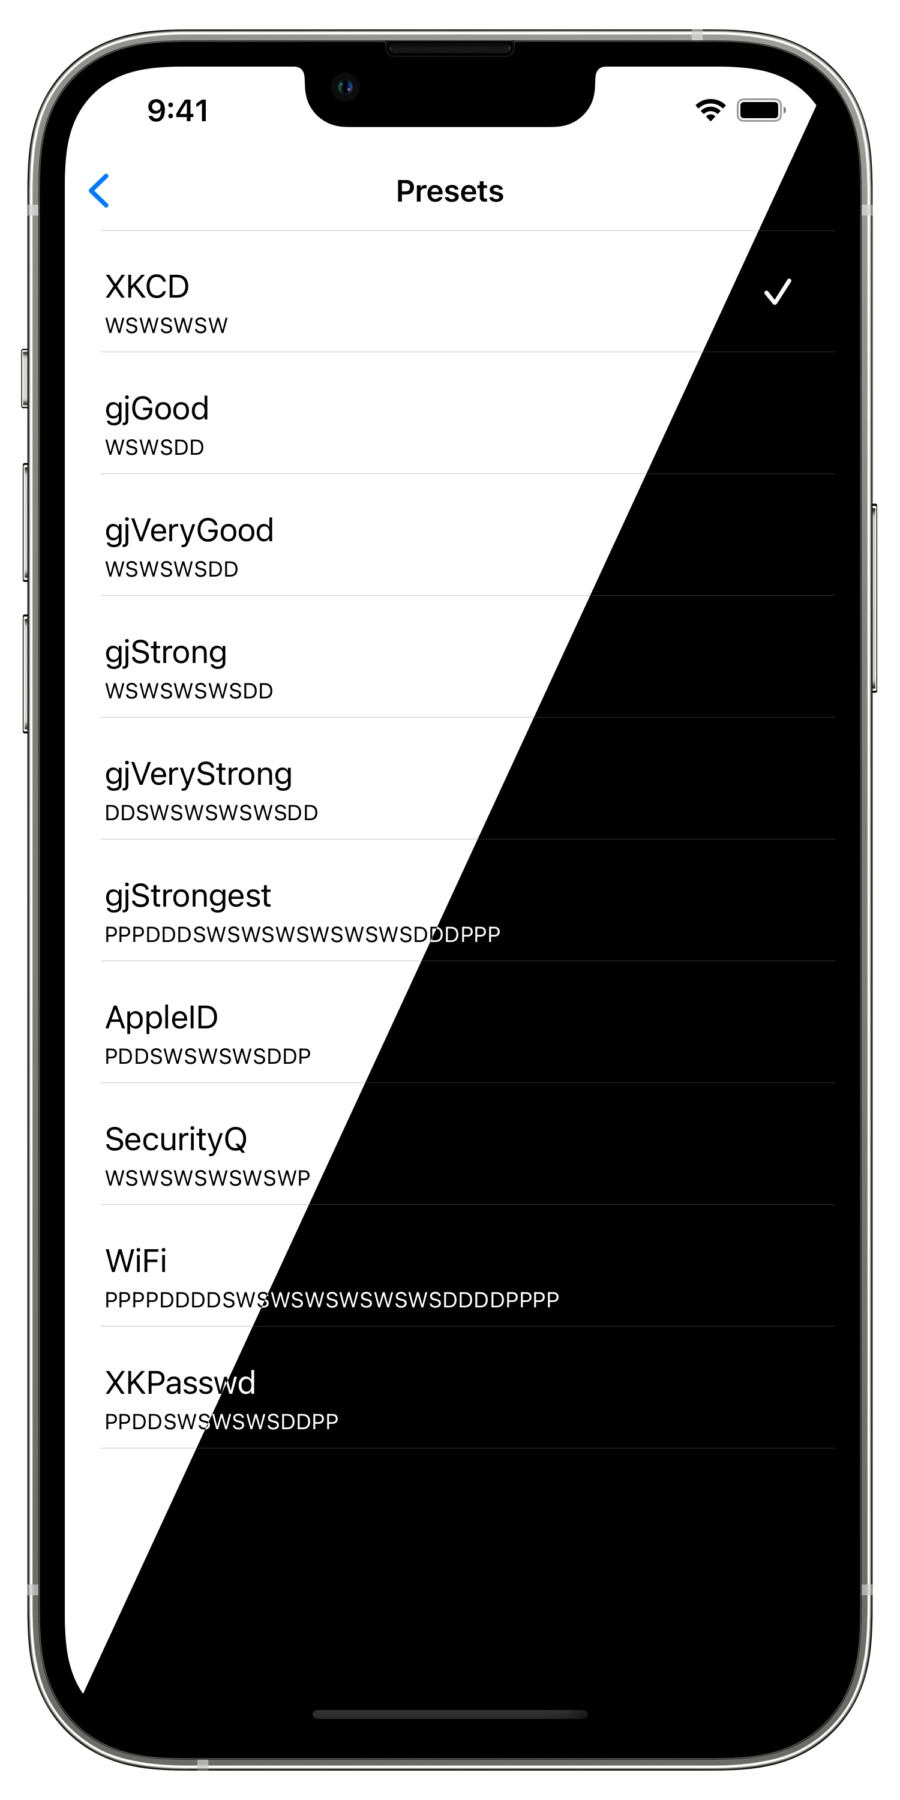 9:41
Presets
XKCD
WSWSWSW
gjGood
WSWSDD
gjVeryGood
WSWSWSDD
gjStrong
WSWSWSWSDD
gjVeryStrong
DDSWSWSWSWSDD
gjStrongest
PPPDDDSWSWSWSWSWSWSDDDPPP
AppleID
PDDSWSWSWSDDP
SecurityQ
WSWSWSWSWSWP
WiFi
PPPPDDDDSWSWSWSWSWSWSDDDDPPPP
XKPasswd
PPDDSWSWSWSDDPP